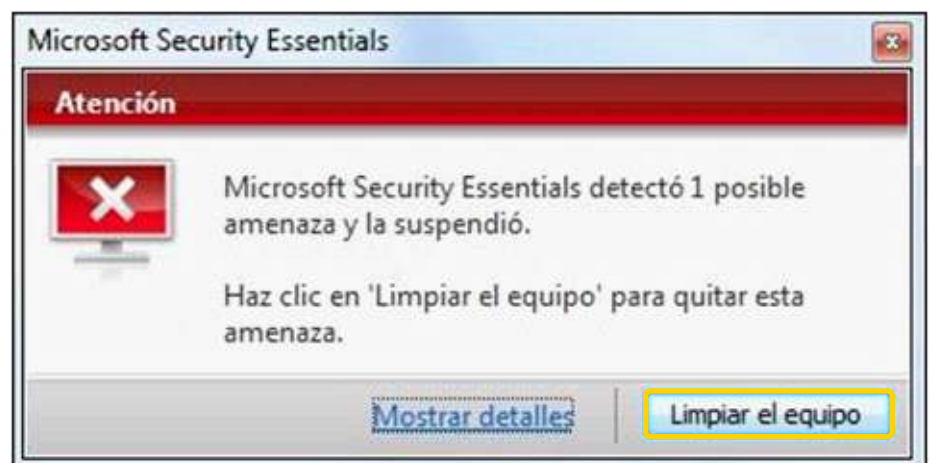 Microsoft Security Essentials
Atención
Microsoft Security Essentials detectó 1 posible
amenaza y la suspendió.
Haz clic en 'Limpiar el equipo' para quitar esta
amenaza.
Mostrar detalles
Limpiar el equipo